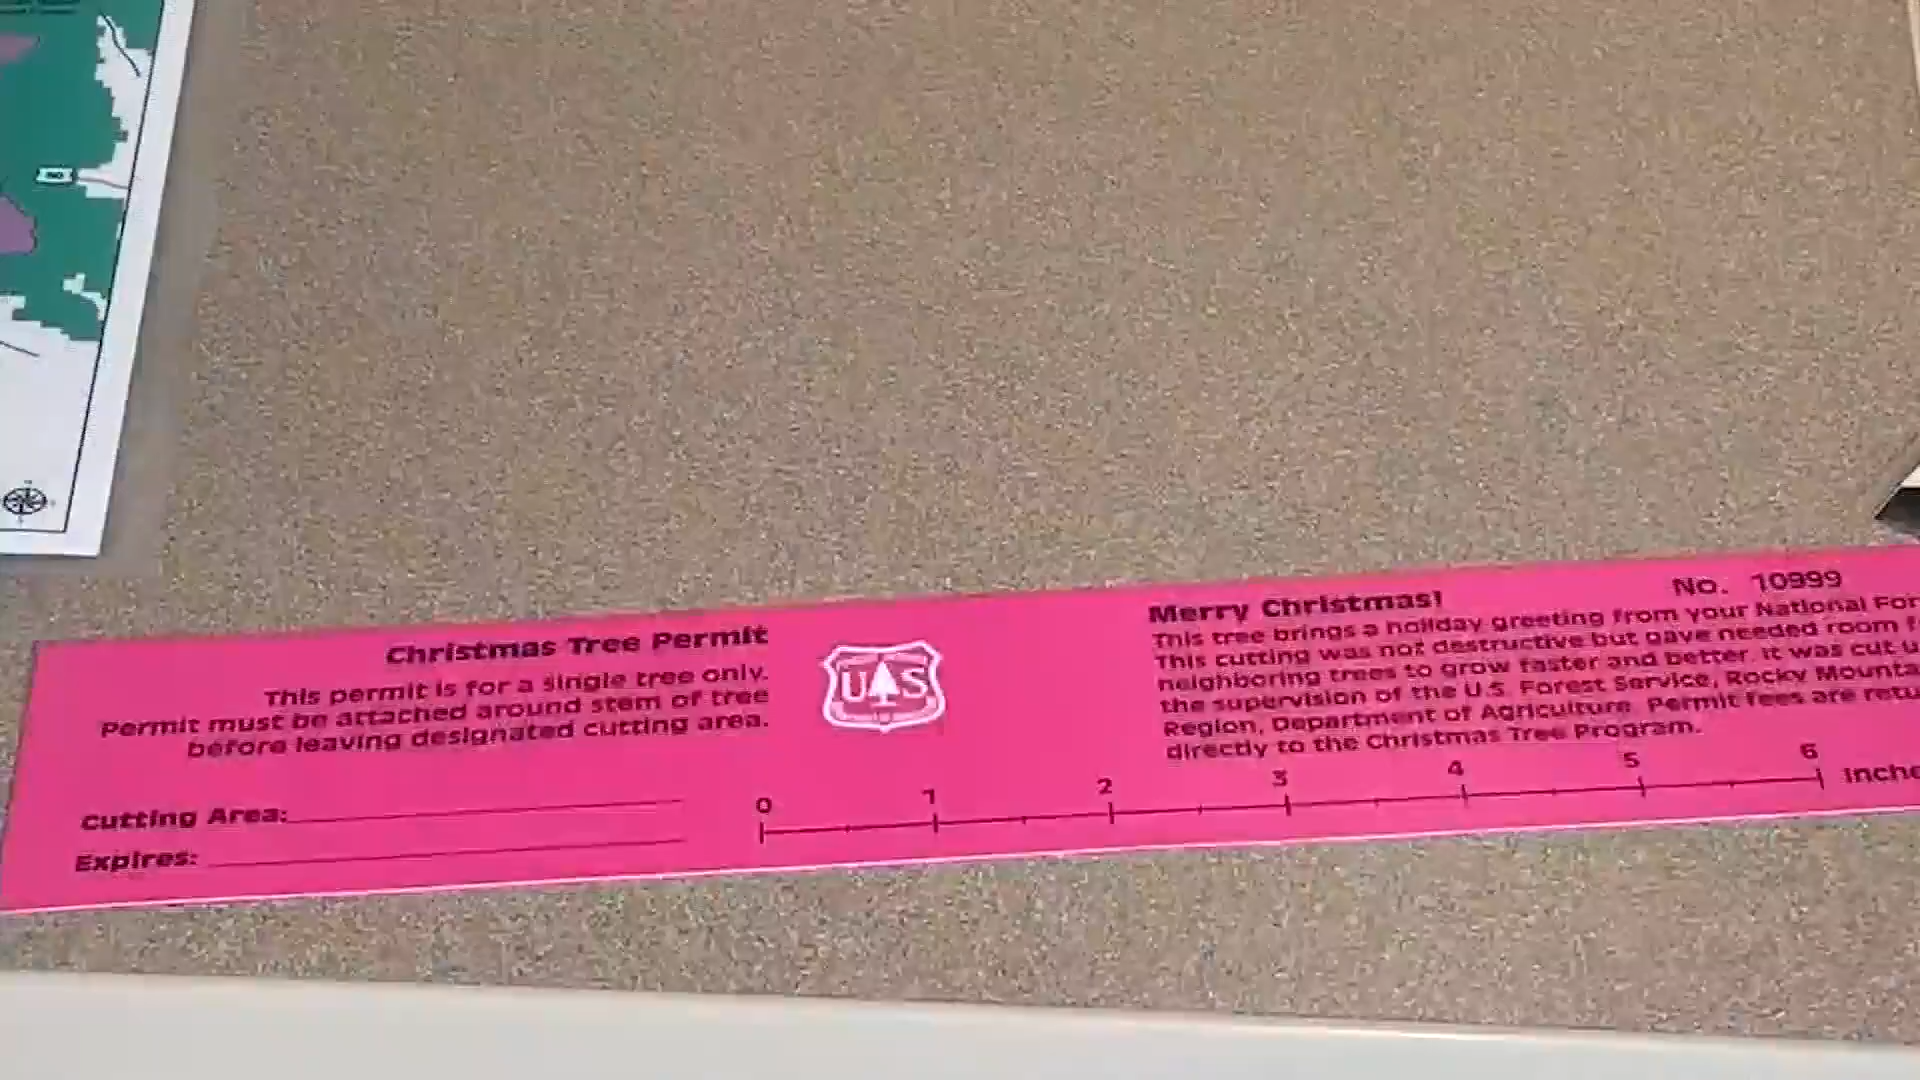 Christmas Tree Permit
This permit is for a single tree only.
Permit must be attached around stem of tree
before leaving designated cutting area.
Cutting Area:
Expires:
U S
No. 10999
Merry Christmas!
This tree brings a holiday greeting from your National For
This cutting was not destructive but gave needed room f
neighboring trees to grow faster and better. It was cut u
the supervision of the U.S. Forest Service, Rocky Mounta
Region, Department of Agriculture. Permit fees are retu
directly to the Christmas Tree Program.
0 1 2 3 4 5 6 Inche